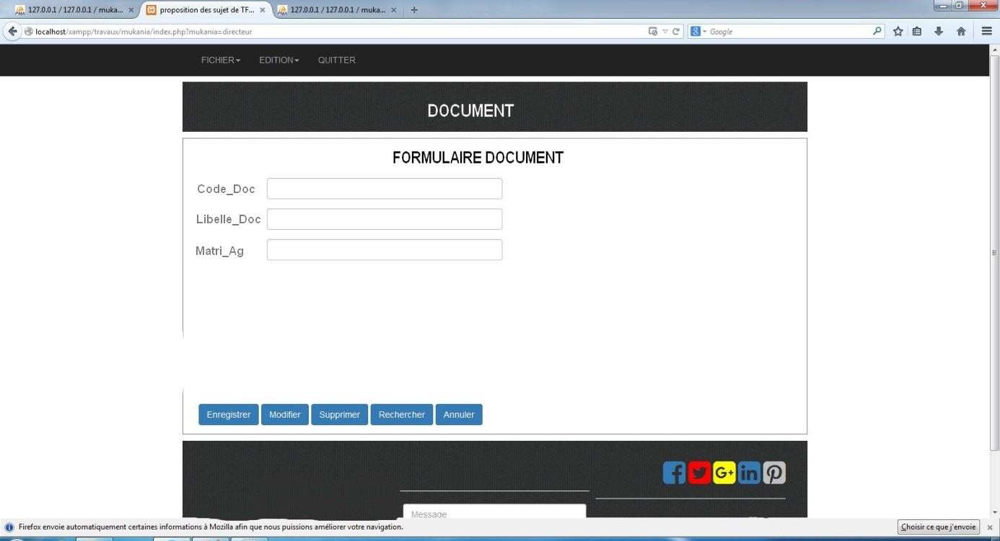 127.0.0.1 / 127.0.0.1 / muka...
proposition des sujet de TF...
127.0.0.1 / 127.0.0.1 / muka...
localhost/xampp/travaux/mukania/index.php?mukania=directeur
Google
FICHIER
EDITION
QUITTER
DOCUMENT
FORMULAIRE DOCUMENT
Code_Doc
Libelle_Doc
Matri_Ag
Enregistrer
Modifier
Supprimer
Rechercher
Annuler
Message
Firefox envoie automatiquement certaines informations à Mozilla afin que nous puissions améliorer votre navigation.
Choisir ce que j'envoie